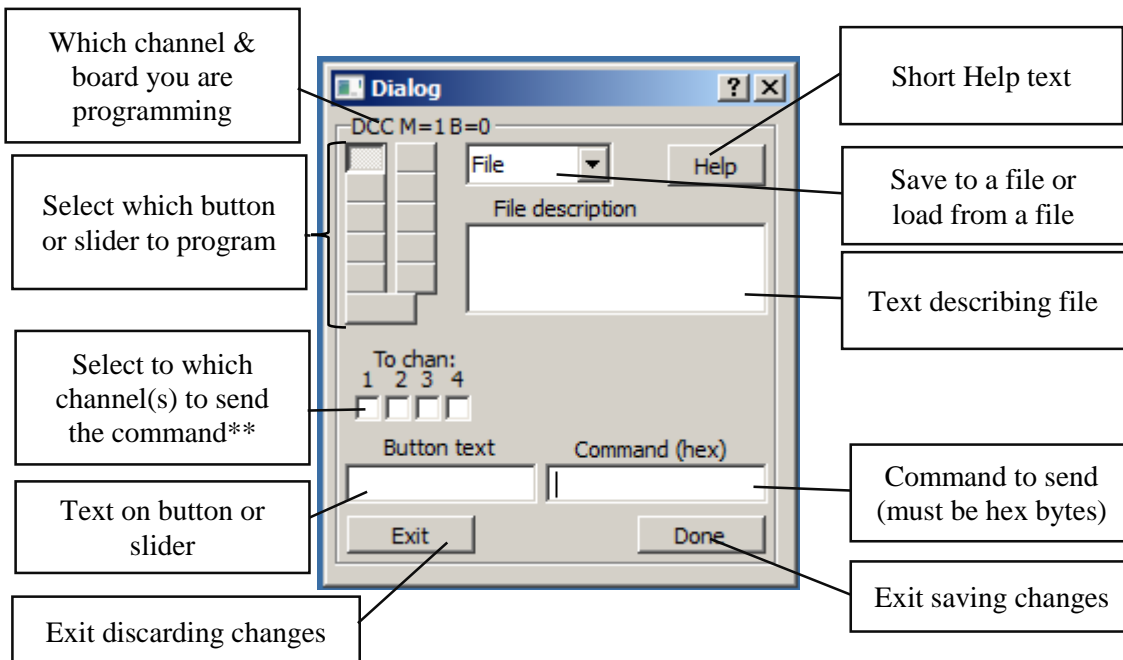 Which channel &
board you are
programming
Select which button
or slider to program
Select to which
channel(s) to send
the command**
Text on button or
slider
Exit discarding changes
Dialog
?
DCC M=1 B=0
File
Help
File description
To chan:
1 2 3 4
Button text
Command (hex)
Exit
Done
Short Help text
Save to a file or
load from a file
Text describing file
Command to send
(must be hex bytes)
Exit saving changes